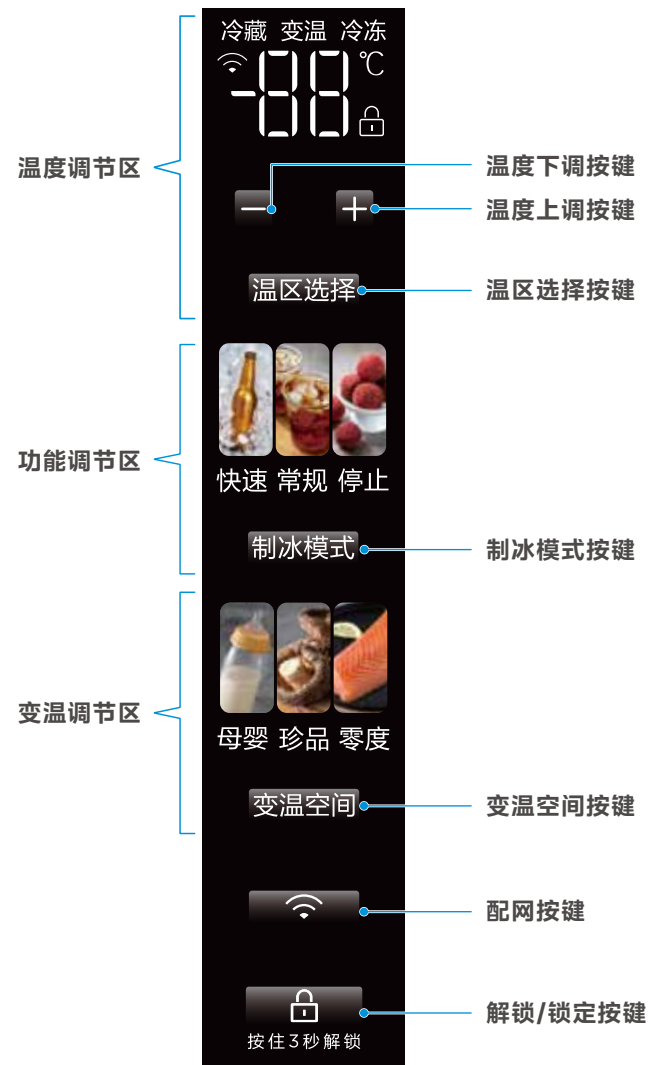 冷藏 变温 冷冻
-88 ℃
温度调节区
温度下调按键
温度上调按键
温区选择
温区选择按键
功能调节区
快速 常规 停止
制冰模式
制冰模式按键
变温调节区
母婴 珍品 零度
变温空间
变温空间按键
配网按键
解锁/锁定按键
按住3秒解锁